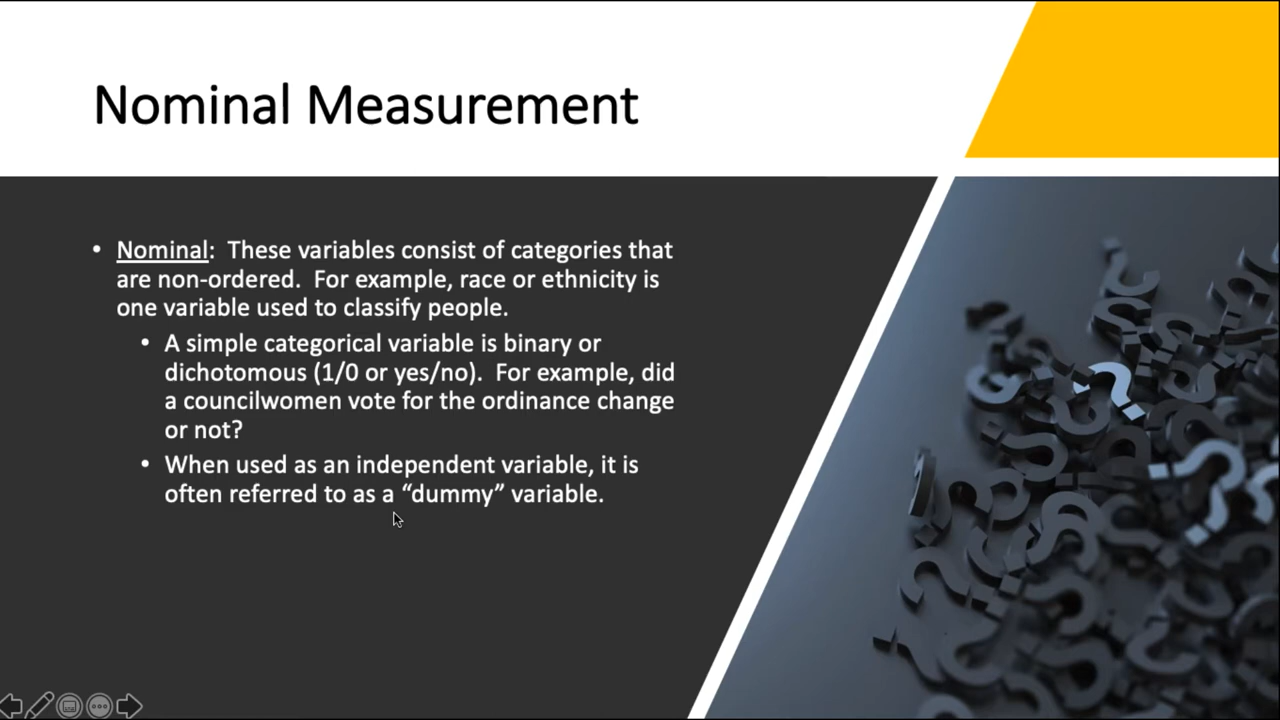 Nominal Measurement
• Nominal:  These variables consist of categories that
are non-ordered.  For example, race or ethnicity is
one variable used to classify people.
• A simple categorical variable is binary or
dichotomous (1/0 or yes/no).  For example, did
a councilwomen vote for the ordinance change
or not?
• When used as an independent variable, it is
often referred to as a “dummy” variable.